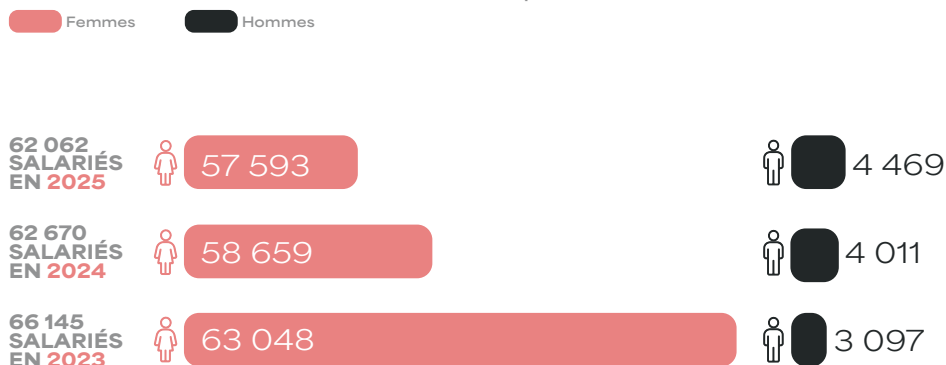 Femmes
Hommes
62 062
SALARIÉS
EN 2025
57 593
4 469
62 670
SALARIÉS
EN 2024
58 659
4 011
66 145
SALARIÉS
EN 2023
63 048
3 097